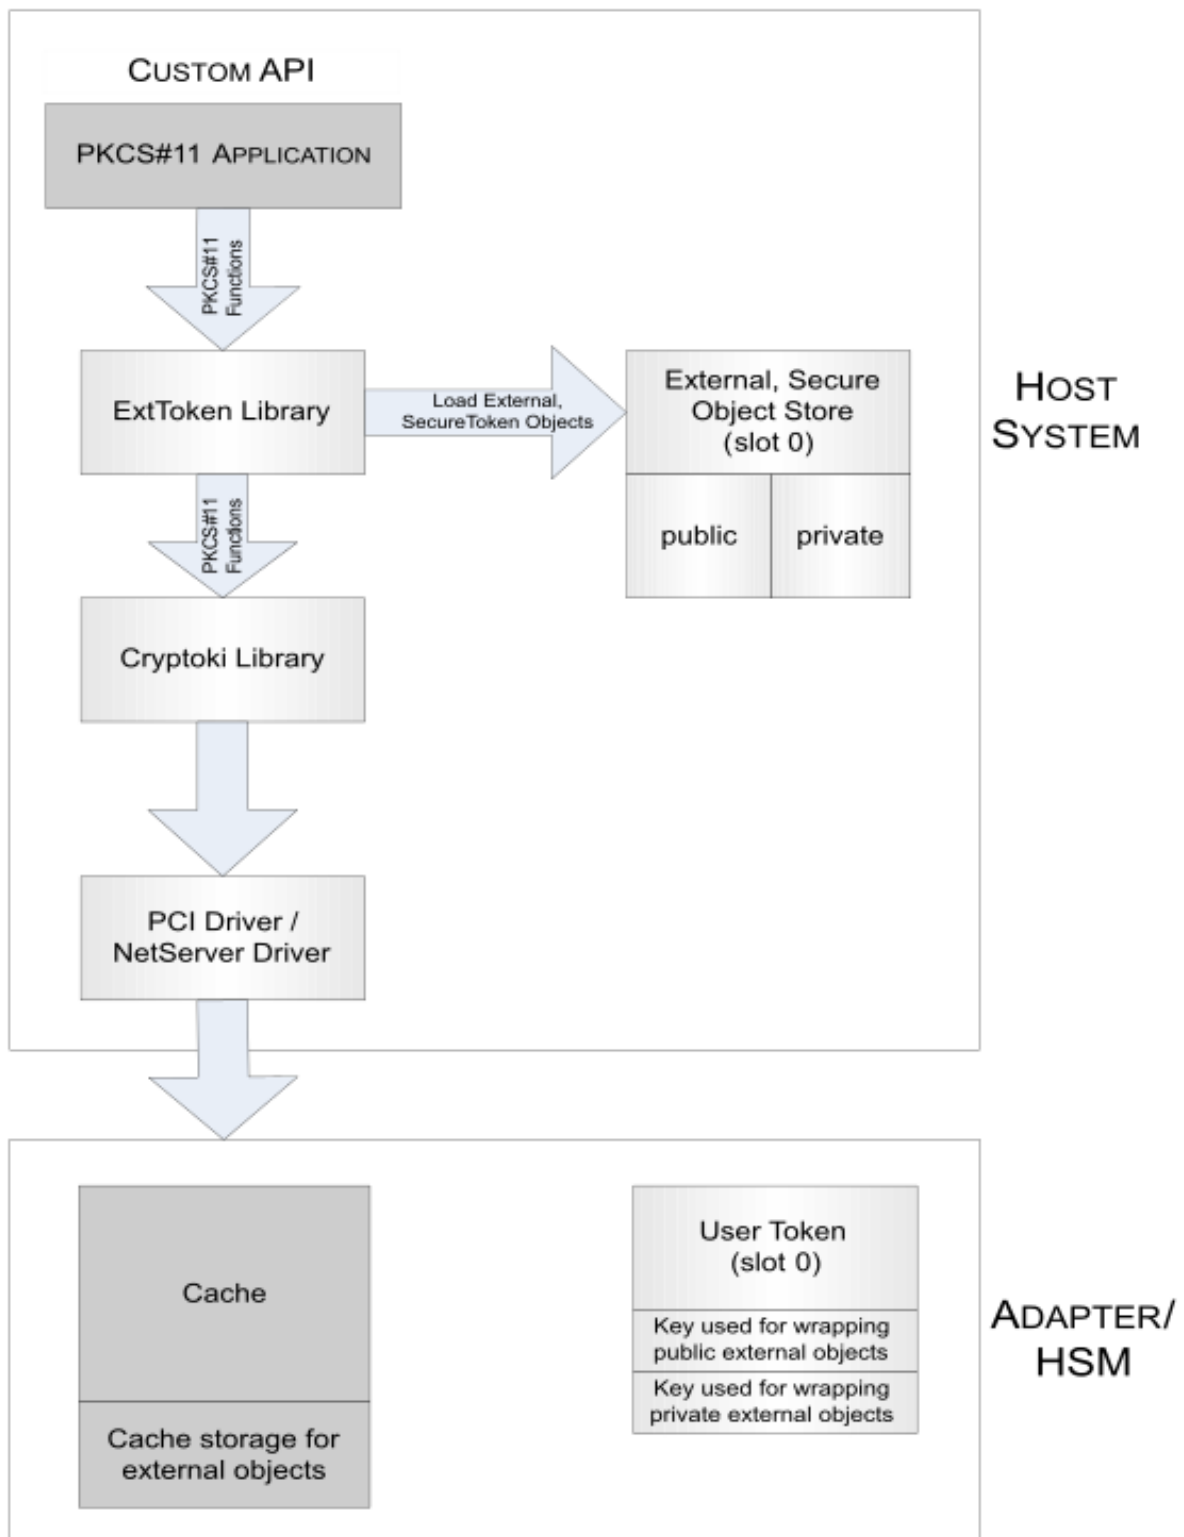 CUSTOM API
PKCS#11 APPLICATION
PKCS#11
Functions
ExtToken Library
Load External,
SecureToken Objects
External, Secure
Object Store
(slot 0)
public
private
HOST
SYSTEM
PKCS#11
Functions
Cryptoki Library
PCI Driver /
NetServer Driver
Cache
Cache storage for
external objects
User Token
(slot 0)
Key used for wrapping
public external objects
Key used for wrapping
private external objects
ADAPTER/
HSM